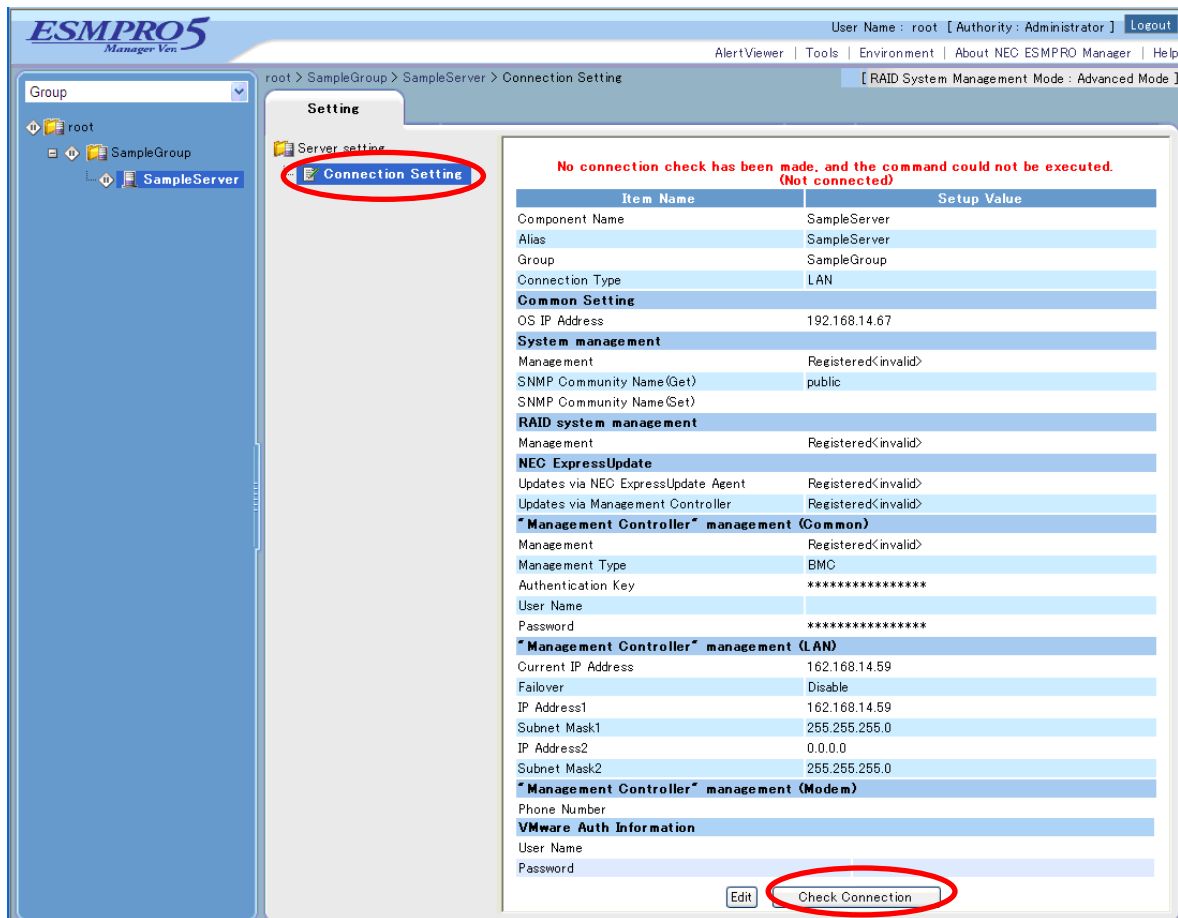 ESMPRO5
Manager Ver.
User Name : root [ Authority : Administrator ] Logout
AlertViewer | Tools | Environment | About NEC ESMPRO Manager | Help
root > SampleGroup > SampleServer > Connection Setting [ RAID System Management Mode : Advanced Mode ]
Group
root
SampleGroup
SampleServer
Setting
Server setting
Connection Setting
No connection check has been made, and the command could not be executed.
(Not connected)
Item Name Setup Value
Component Name SampleServer
Alias SampleServer
Group SampleGroup
Connection Type LAN
Common Setting
OS IP Address 192.168.14.67
System management
Management Registered<invalid>
SNMP Community Name(Get) public
SNMP Community Name(Set)
RAID system management
Management Registered<invalid>
NEC ExpressUpdate
Updates via NEC ExpressUpdate Agent Registered<invalid>
Updates via Management Controller Registered<invalid>
"Management Controller" management (Common)
Management Registered<invalid>
Management Type BMC
Authentication Key ****************
User Name
Password ****************
"Management Controller" management (LAN)
Current IP Address 162.168.14.59
Failover Disable
IP Address1 162.168.14.59
Subnet Mask1 255.255.255.0
IP Address2 0.0.0.0
Subnet Mask2 255.255.255.0
"Management Controller" management (Modem)
Phone Number
VMware Auth Information
User Name
Password
Edit Check Connection